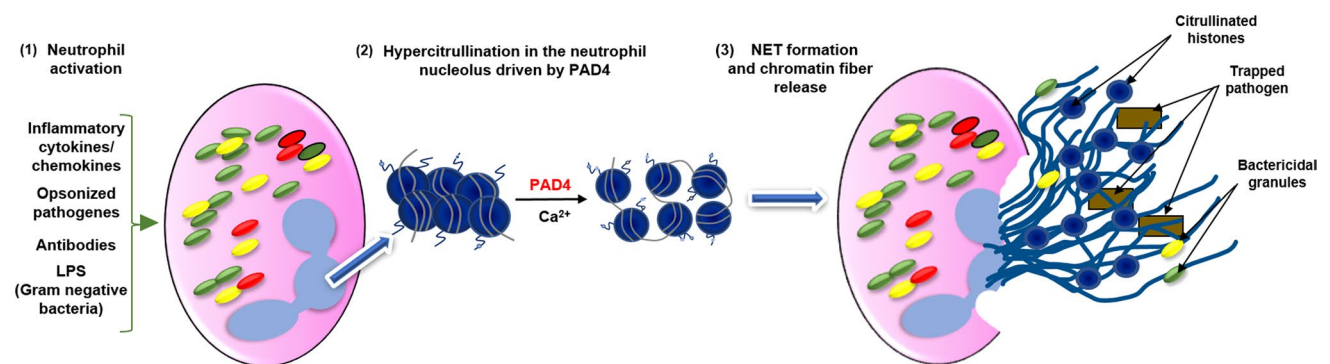 (1) Neutrophil
activation
Inflammatory
cytokines/
chemokines
Opsonized
pathogenes
Antibodies
LPS
(Gram negative
bacteria)
(2) Hypercitrullination in the neutrophil
nucleolus driven by PAD4
PAD4
Ca²⁺
(3) NET formation
and chromatin fiber
release
Citrullinated
histones
Trapped
pathogen
Bactericidal
granules